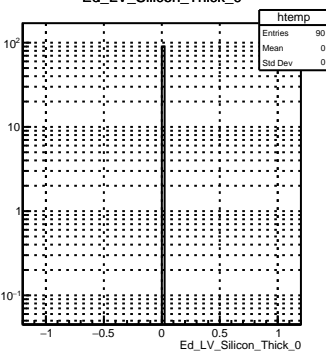 Ed_LV_Silicon_Thick_0
htemp
Entries 90
Mean 0
Std Dev 0
10²
10
1
10⁻¹
−1 −0.5 0 0.5 1
Ed_LV_Silicon_Thick_0